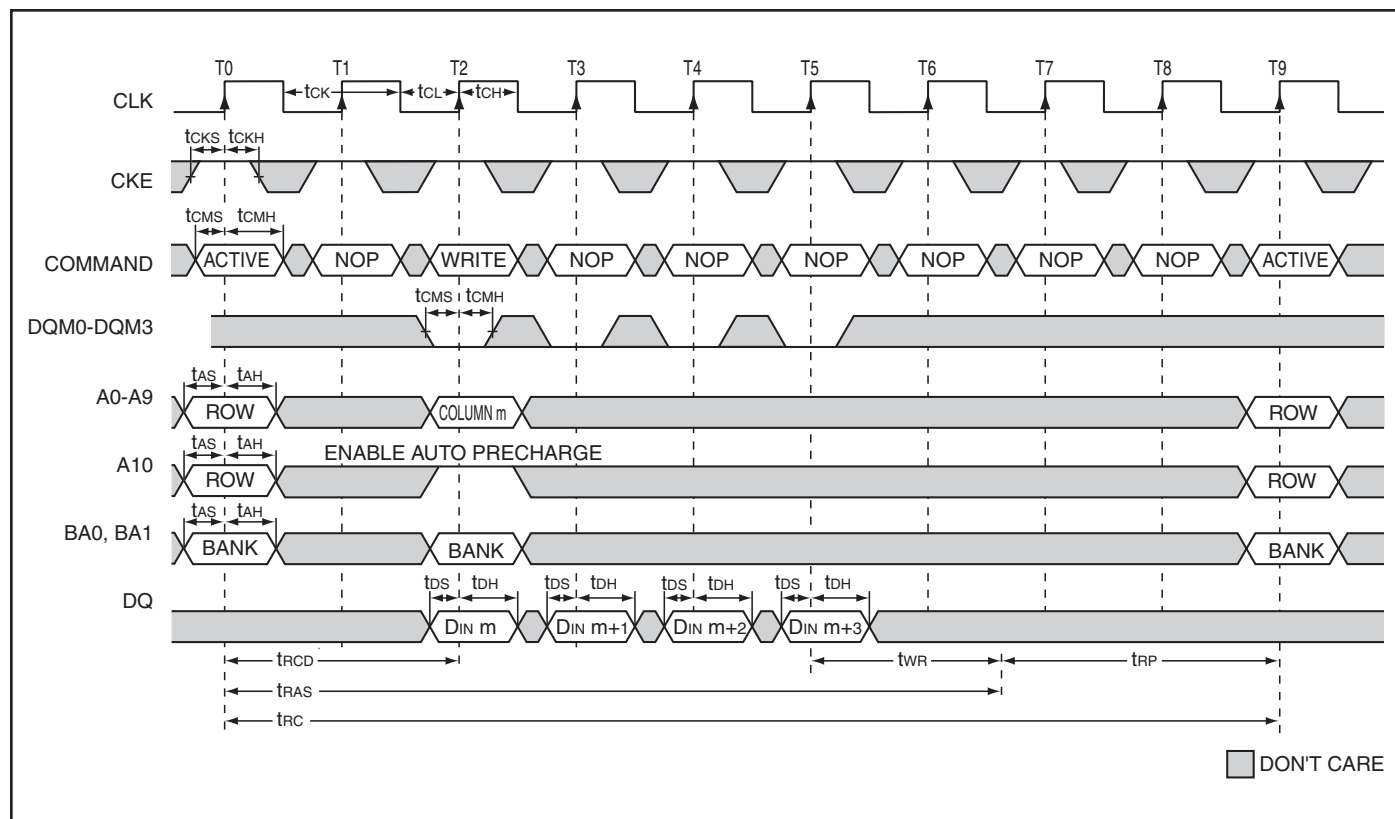 T0 T1 T2 T3 T4 T5 T6 T7 T8 T9
CLK tCK tCL tCH
tCKS tCKH
CKE
tCMS tCMH
COMMAND ACTIVE NOP WRITE NOP NOP NOP NOP NOP NOP ACTIVE
tCMS tCMH
DQM0-DQM3
tAS tAH
A0-A9 ROW COLUMN m ROW
tAS tAH ENABLE AUTO PRECHARGE
A10 ROW ROW
tAS tAH
BA0, BA1 BANK BANK BANK
tDS tDH tDS tDH tDS tDH tDS tDH
DQ DIN m DIN m+1 DIN m+2 DIN m+3
tRCD tWR tRP
tRAS
tRC
DON'T CARE